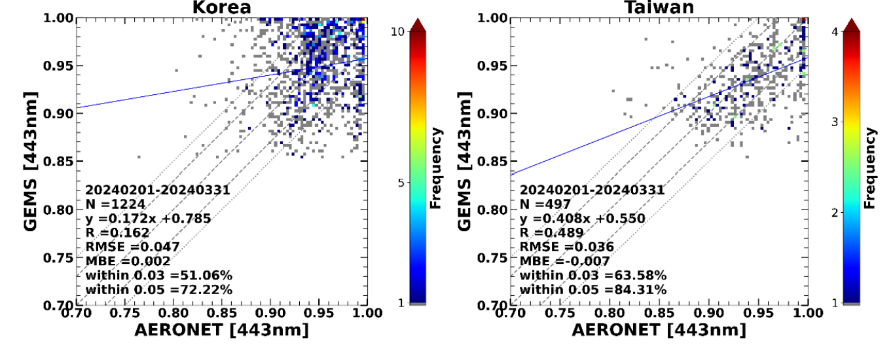 Korea
1.00
0.95
0.90
0.85
0.80
0.75
0.70
GEMS [443nm]
20240201-20240331
N =1224
y =0.172x +0.785
R =0.162
RMSE =0.047
MBE =0.002
within 0.03 =51.06%
within 0.05 =72.22%
0.70 0.75 0.80 0.85 0.90 0.95 1.00
AERONET [443nm]
10
5
1
Frequency
Taiwan
1.00
0.95
0.90
0.85
0.80
0.75
0.70
GEMS [443nm]
20240201-20240331
N =497
y =0.408x +0.550
R =0.489
RMSE =0.036
MBE =-0.007
within 0.03 =63.58%
within 0.05 =84.31%
0.70 0.75 0.80 0.85 0.90 0.95 1.00
AERONET [443nm]
4
3
2
1
Frequency